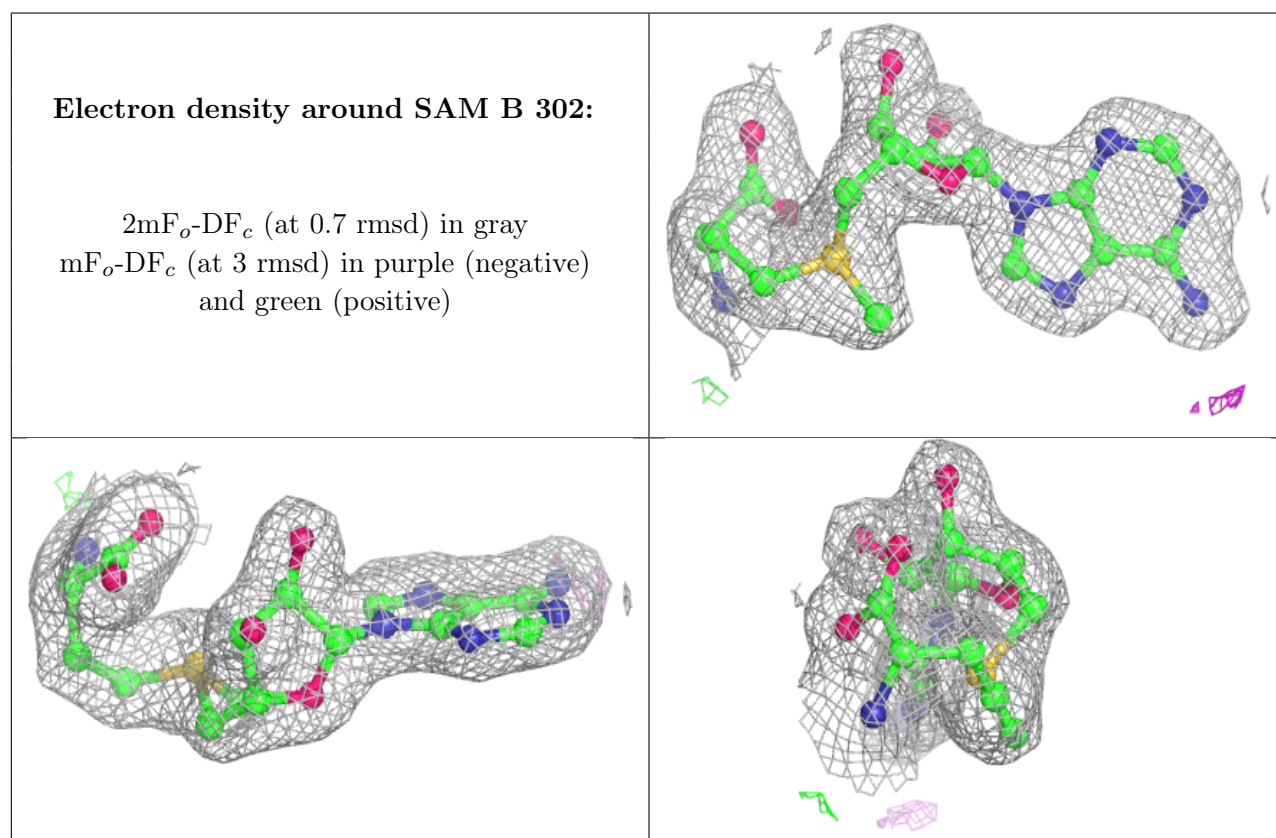 Electron density around SAM B 302:
2mFo-DFc (at 0.7 rmsd) in gray
mFo-DFc (at 3 rmsd) in purple (negative)
and green (positive)